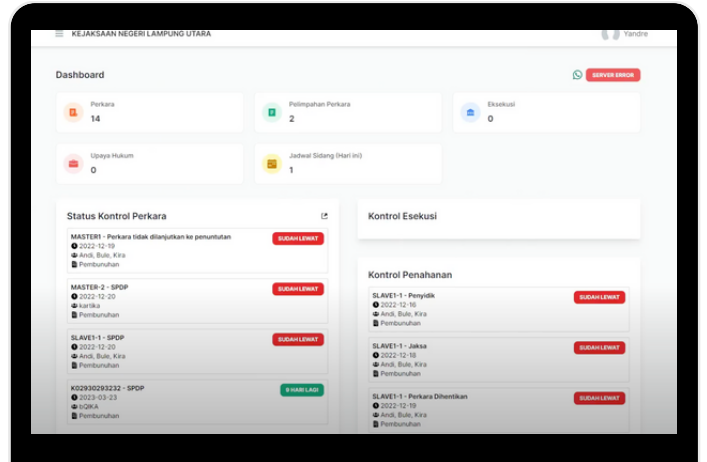 KEJAKSAAN NEGERI LAMPUNG UTARA
Yandre
Dashboard
SERVER ERROR
Perkara
14
Pelimpahan Perkara
2
Eksekusi
0
Upaya Hukum
0
Jadwal Sidang (Hari ini)
1
Status Kontrol Perkara
MASTER1 - Perkara tidak dilanjutkan ke penuntutan
SUDAH LEWAT
2022-12-19
Andi, Bule, Kira
Pembunuhan
MASTER-2 - SPDP
SUDAH LEWAT
2022-12-20
kartika
Pembunuhan
SLAVE1-1 - SPDP
SUDAH LEWAT
2022-12-20
Andi, Bule, Kira
Pembunuhan
K02930293232 - SPDP
9 HARI LAGI
2023-03-23
bQIKA
Pembunuhan
Kontrol Esekusi
Kontrol Penahanan
SLAVE1-1 - Penyidik
SUDAH LEWAT
2022-12-16
Andi, Bule, Kira
Pembunuhan
SLAVE1-1 - Jaksa
SUDAH LEWAT
2022-12-18
Andi, Bule, Kira
Pembunuhan
SLAVE1-1 - Perkara Dihentikan
SUDAH LEWAT
2022-12-19
Andi, Bule, Kira
Pembunuhan